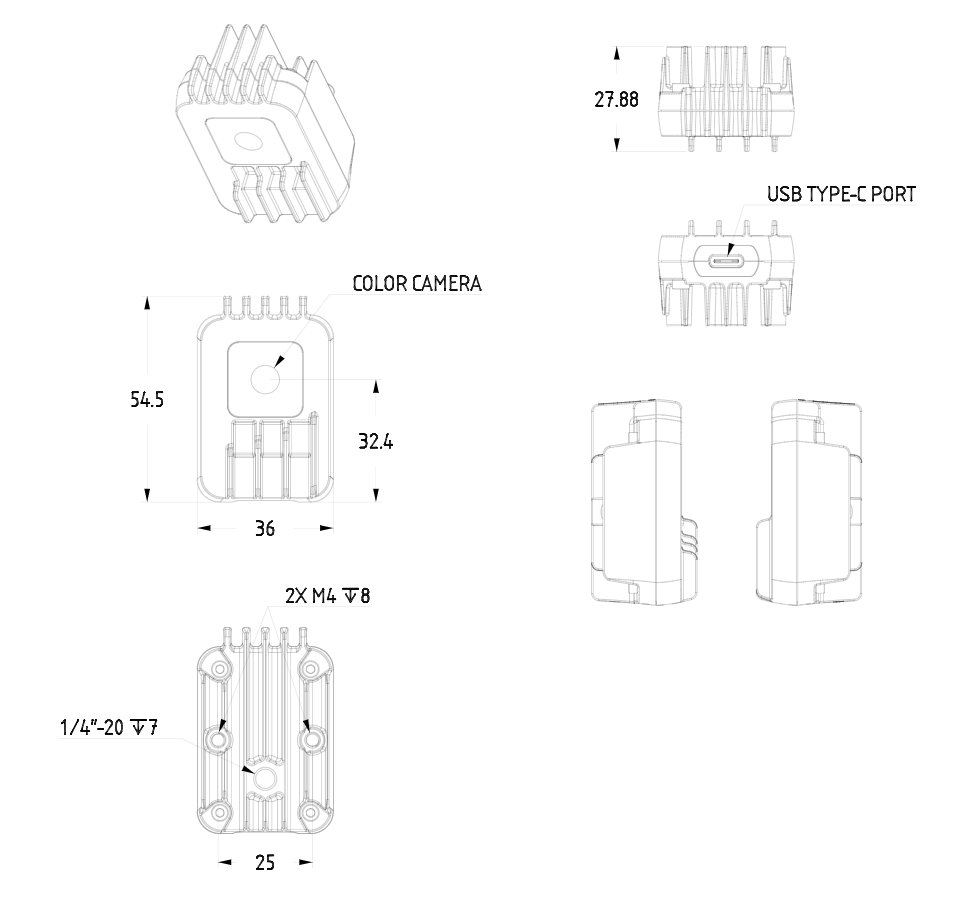 27.88
USB TYPE-C PORT
COLOR CAMERA
54.5
32.4
36
2X M4 ↧8
1/4"-20 ↧7
25